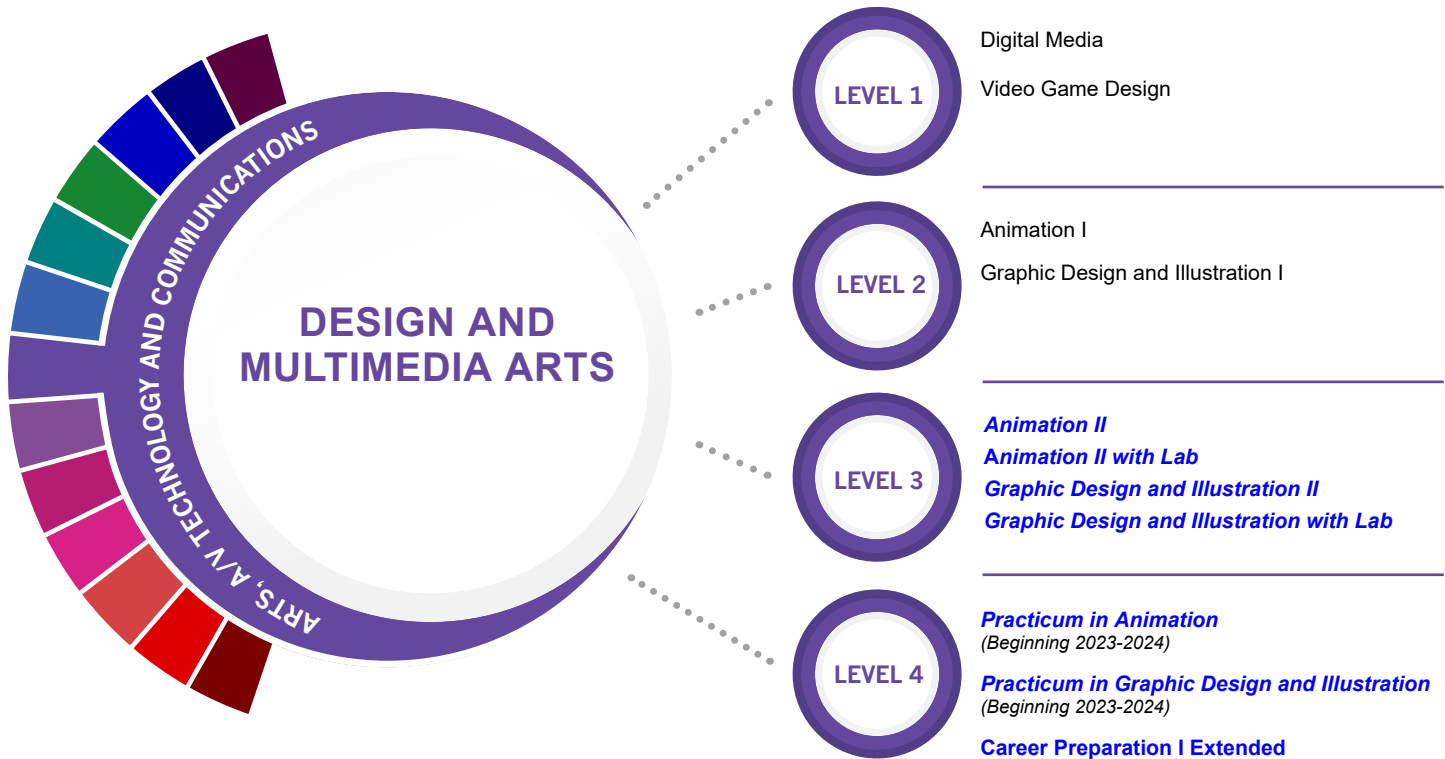 ARTS, A/V TECHNOLOGY AND COMMUNICATIONS
DESIGN AND
MULTIMEDIA ARTS
LEVEL 1
Digital Media
Video Game Design
LEVEL 2
Animation I
Graphic Design and Illustration I
LEVEL 3
Animation II
Animation II with Lab
Graphic Design and Illustration II
Graphic Design and Illustration with Lab
LEVEL 4
Practicum in Animation
(Beginning 2023-2024)
Practicum in Graphic Design and Illustration
(Beginning 2023-2024)
Career Preparation I Extended